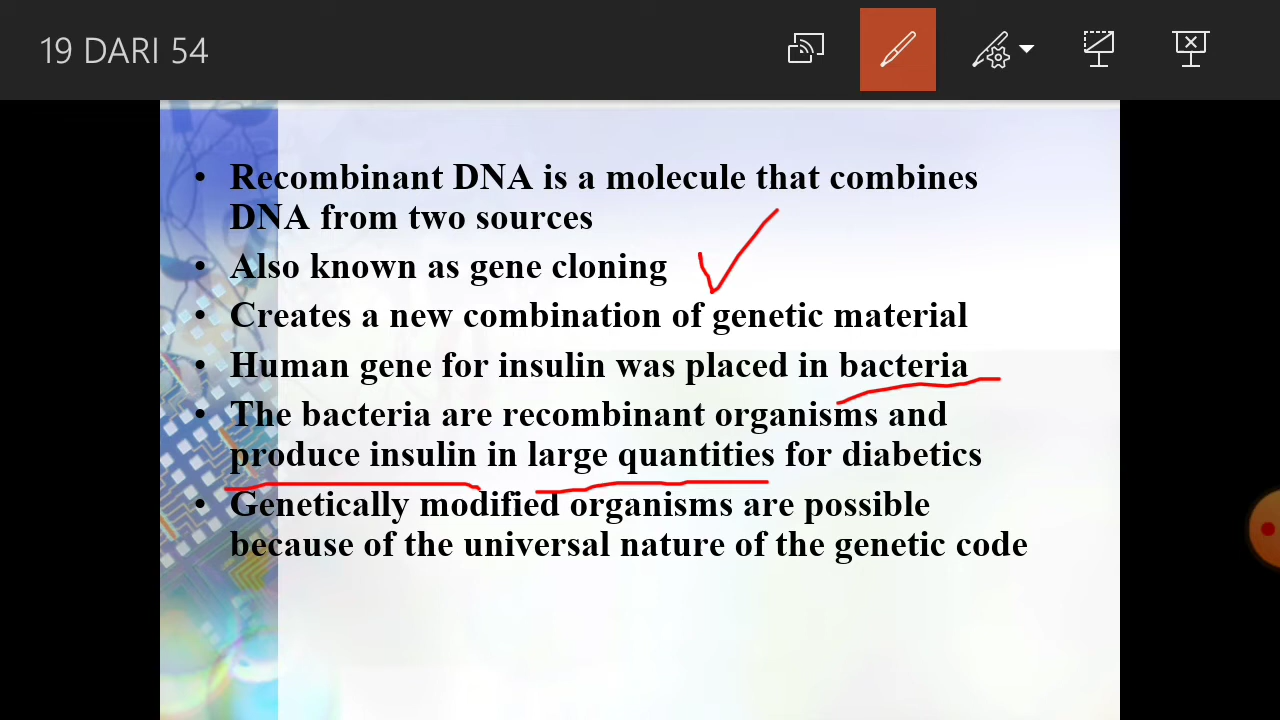 19 DARI 54
• Recombinant DNA is a molecule that combines
DNA from two sources
• Also known as gene cloning
• Creates a new combination of genetic material
• Human gene for insulin was placed in bacteria
• The bacteria are recombinant organisms and
produce insulin in large quantities for diabetics
• Genetically modified organisms are possible
because of the universal nature of the genetic code